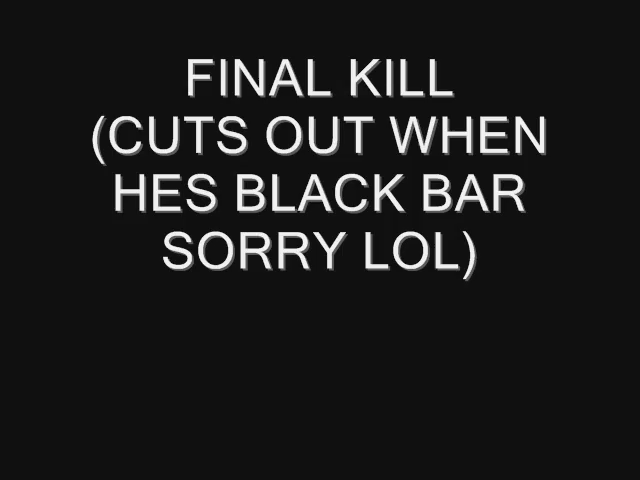 FINAL KILL
(CUTS OUT WHEN
HES BLACK BAR
SORRY LOL)